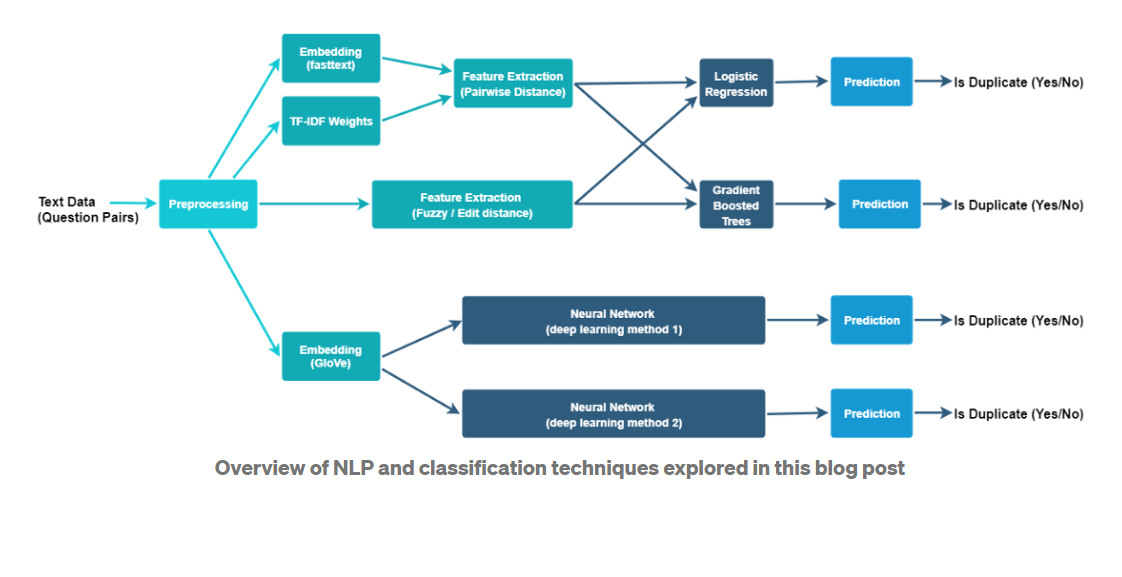 Embedding
(fasttext)
TF-IDF Weights
Feature Extraction
(Pairwise Distance)
Logistic
Regression
Prediction
Is Duplicate (Yes/No)
Text Data
(Question Pairs)
Preprocessing
Feature Extraction
(Fuzzy / Edit distance)
Gradient
Boosted
Trees
Prediction
Is Duplicate (Yes/No)
Embedding
(GloVe)
Neural Network
(deep learning method 1)
Prediction
Is Duplicate (Yes/No)
Neural Network
(deep learning method 2)
Prediction
Is Duplicate (Yes/No)
Overview of NLP and classification techniques explored in this blog post